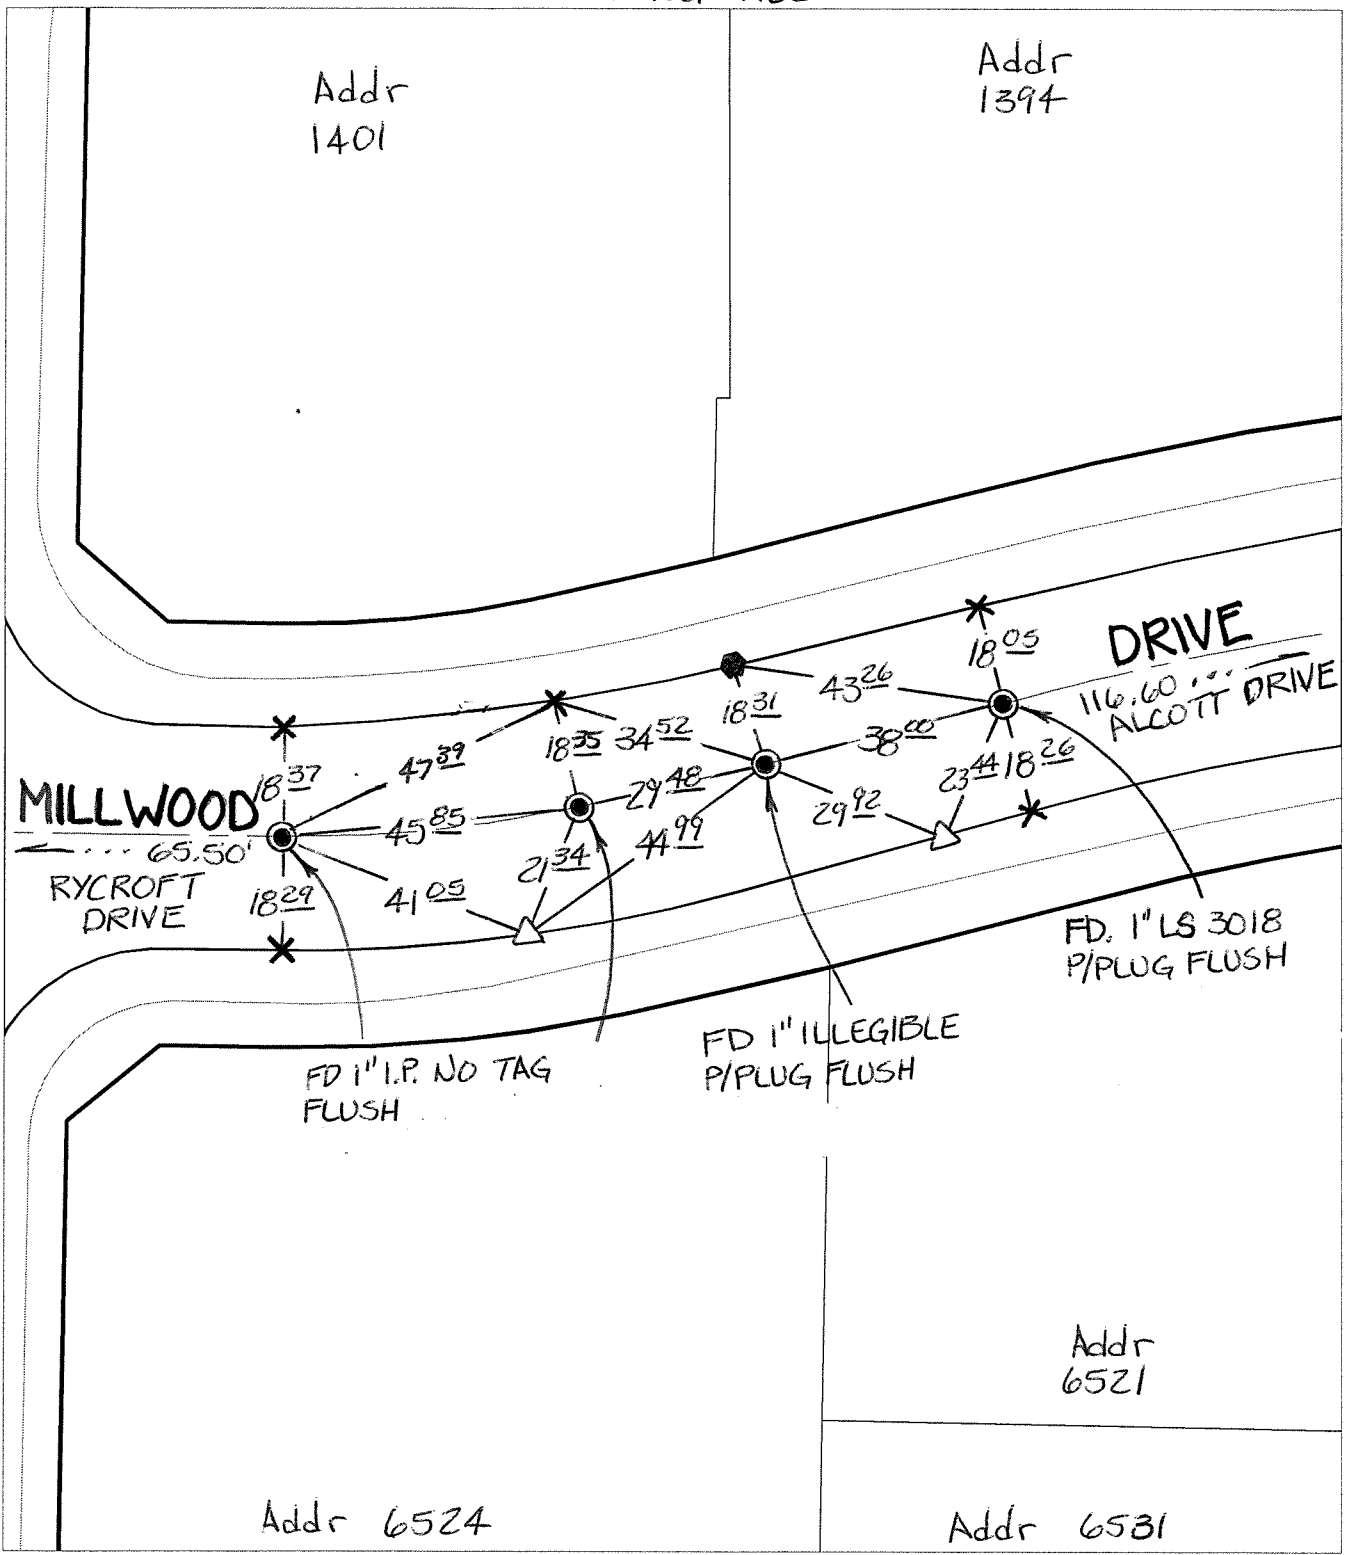 Addr
1401
Addr
1394
DRIVE
116.60 ...
ALCOTT DRIVE
18 05
43 26
18 31
38 00
34 52
18 35
47 39
29 48
45 85
18 37
MILLWOOD
... 65.50'
RYCROFT
DRIVE
18 29
41 05
21 34
44 99
29 92
23 44
18 26
FD. 1" LS 3018
P/PLUG FLUSH
FD 1" ILLEGIBLE
P/PLUG FLUSH
FD 1" I.P. NO TAG
FLUSH
Addr
6521
Addr 6524
Addr 6531